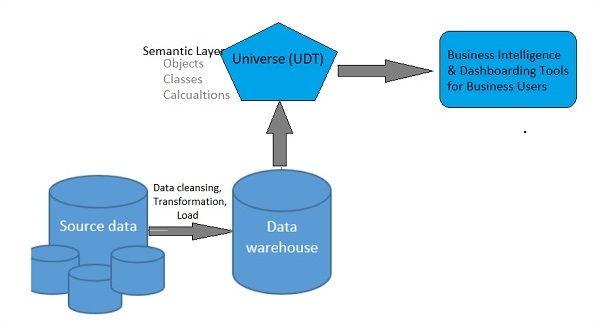 Semantic Layer
Objects
Classes
Calcualtions
Universe (UDT)
Business Intelligence
& Dashboarding Tools
for Business Users
Source data
Data cleansing,
Transformation,
Load
Data
warehouse